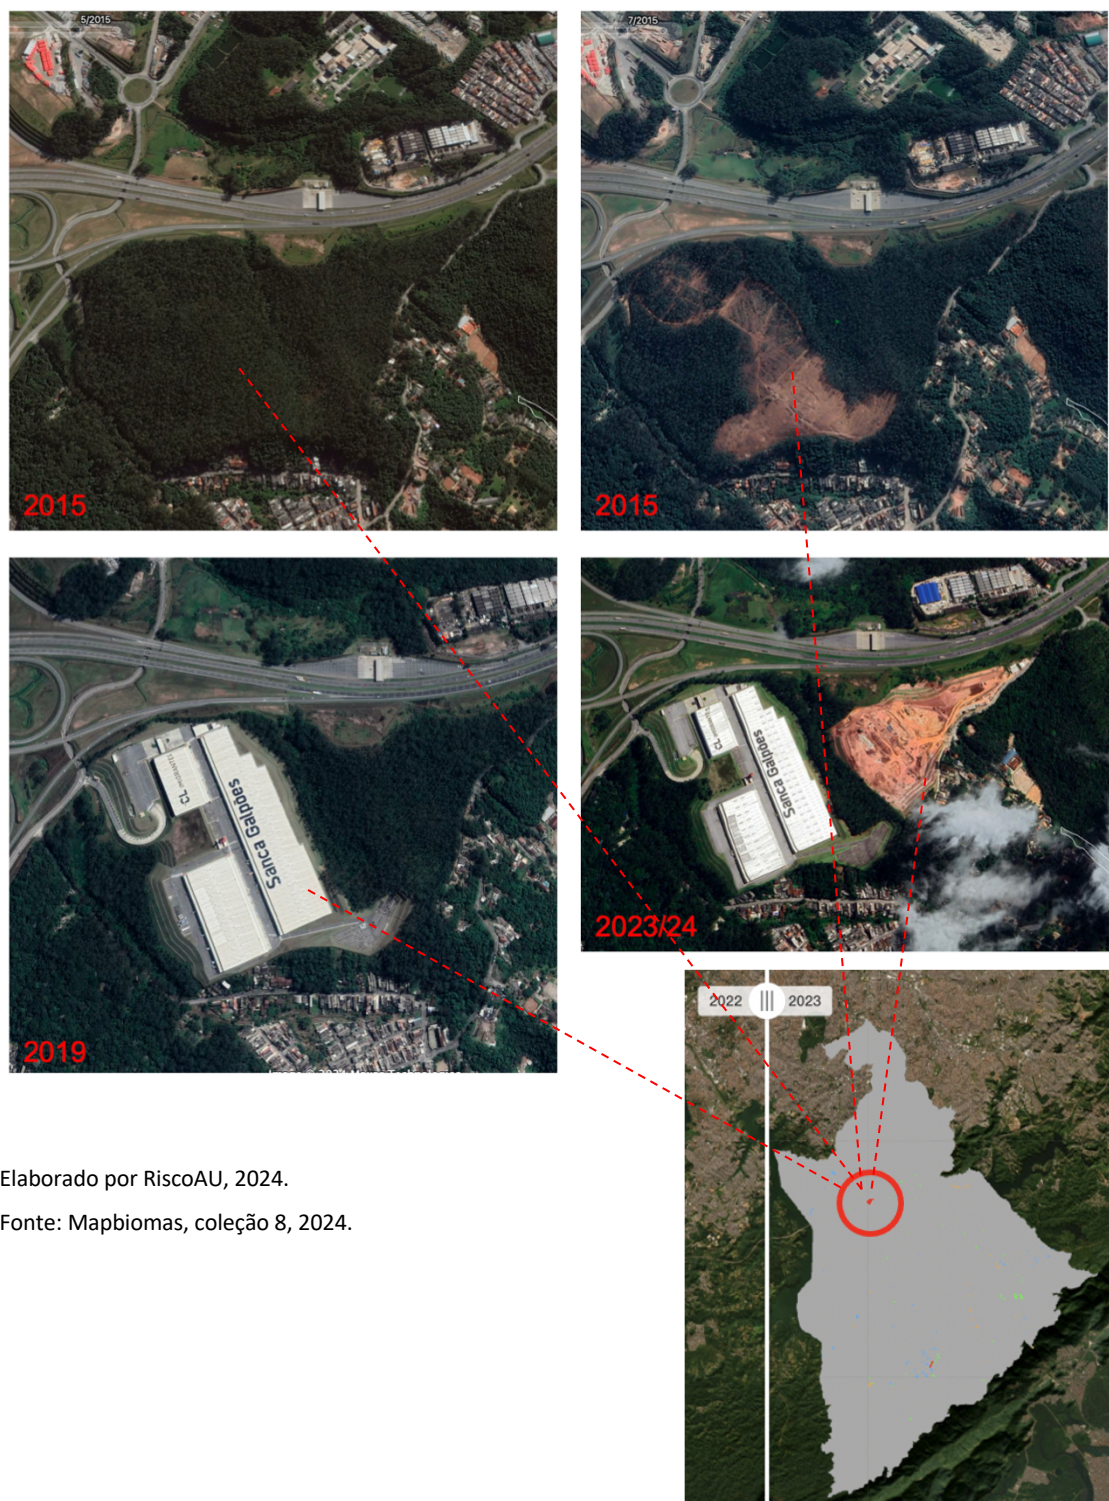 5/2015
7/2015
2015
2015
CL
Sanca Galpões
CL
Sanca Galpões
2019
2023/24
2022
2023
Elaborado por RiscoAU, 2024.
Fonte: Mapbiomas, coleção 8, 2024.